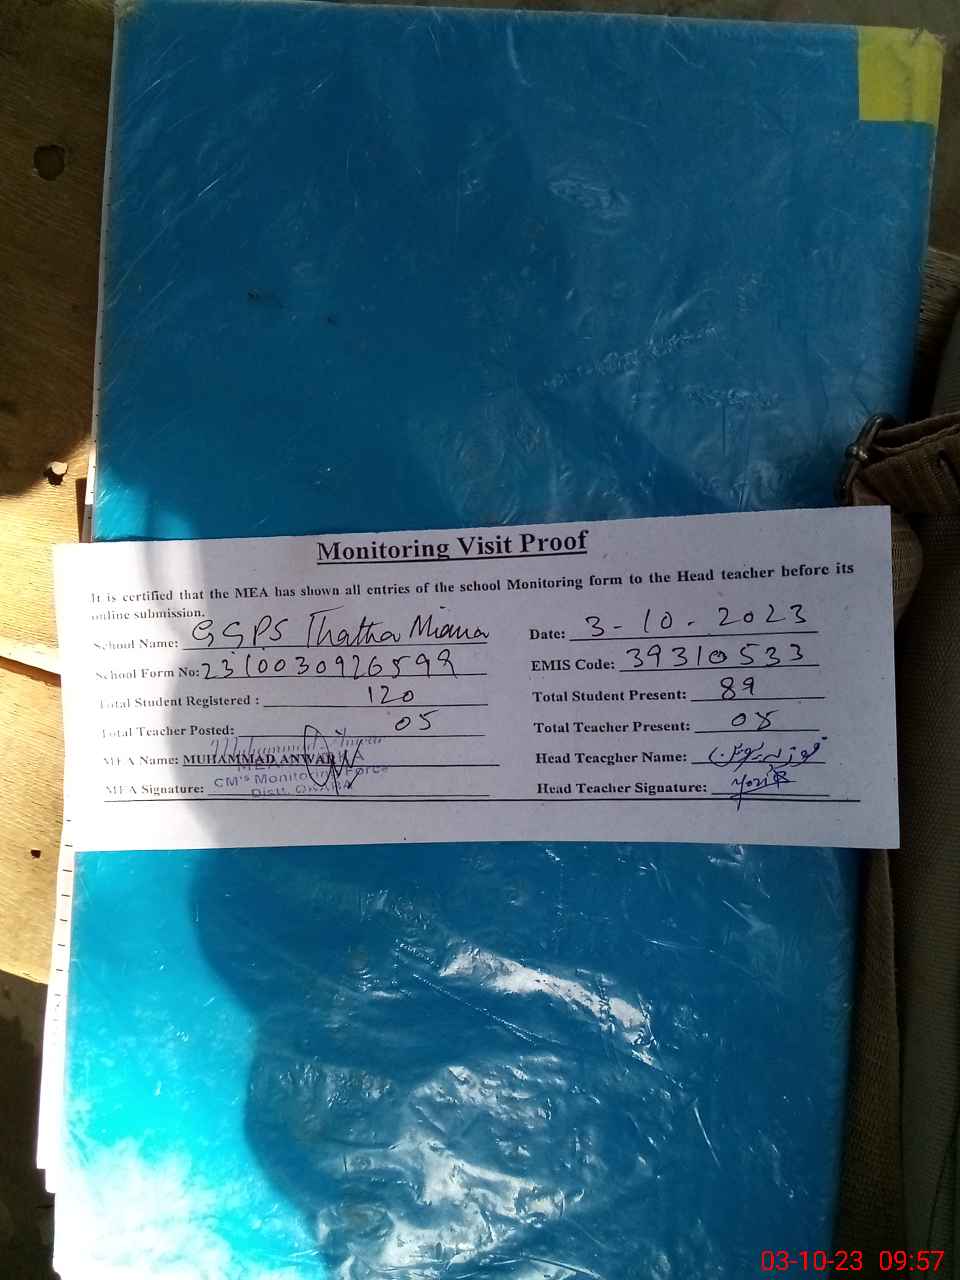 Monitoring Visit Proof
It is certified that the MEA has shown all entries of the school Monitoring form to the Head teacher before its
online submission.
School Name: GGPS Thatha Miana Date: 3-10-2023
School Form No: EMIS Code: 39310533
Total Student Registered : 120 Total Student Present: 89
Total Teacher Posted: 05 Total Teacher Present: 05
MEA Name: MUHAMMAD ANWAR Head Teacgher Name:
CM's Monitoring Force
MEA Signature: Head Teacher Signature:
03-10-23 09:57